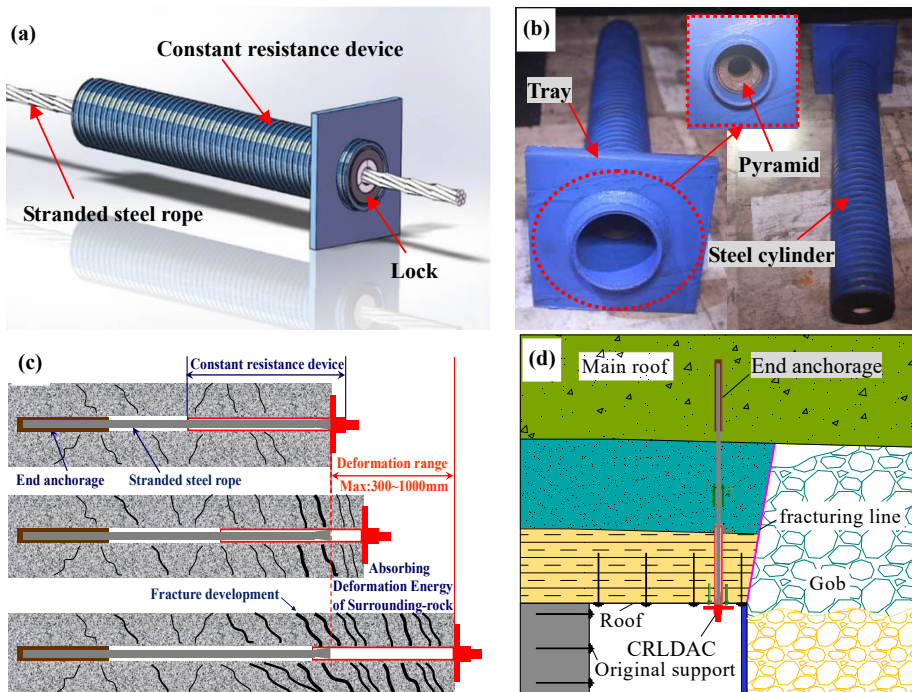 (a)
Constant resistance device
Stranded steel rope
Lock
(b)
Tray
Pyramid
Steel cylinder
(c)
Constant resistance device
End anchorage
Stranded steel rope
Deformation range
Max:300~1000mm
Absorbing
Deformation Energy
of Surrounding-rock
Fracture development
(d)
Main roof
End anchorage
fracturing line
Gob
Roof
CRLDAC
Original support